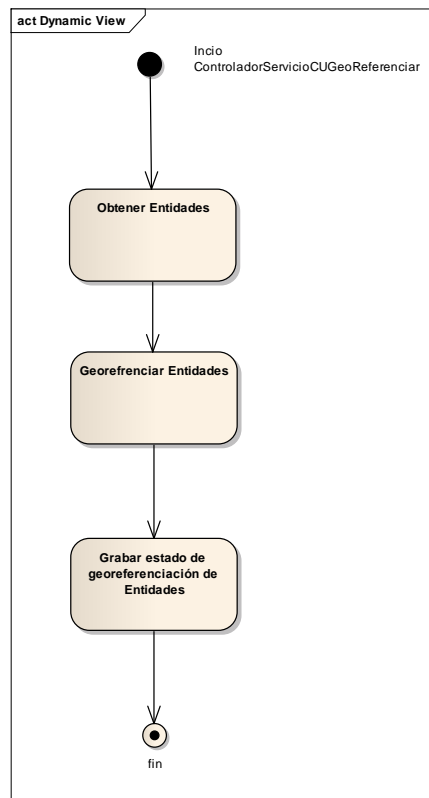 act Dynamic View
Incio
ControladorServicioCUGeoReferenciar
Obtener Entidades
Georefrenciar Entidades
Grabar estado de
georeferenciación de
Entidades
fin